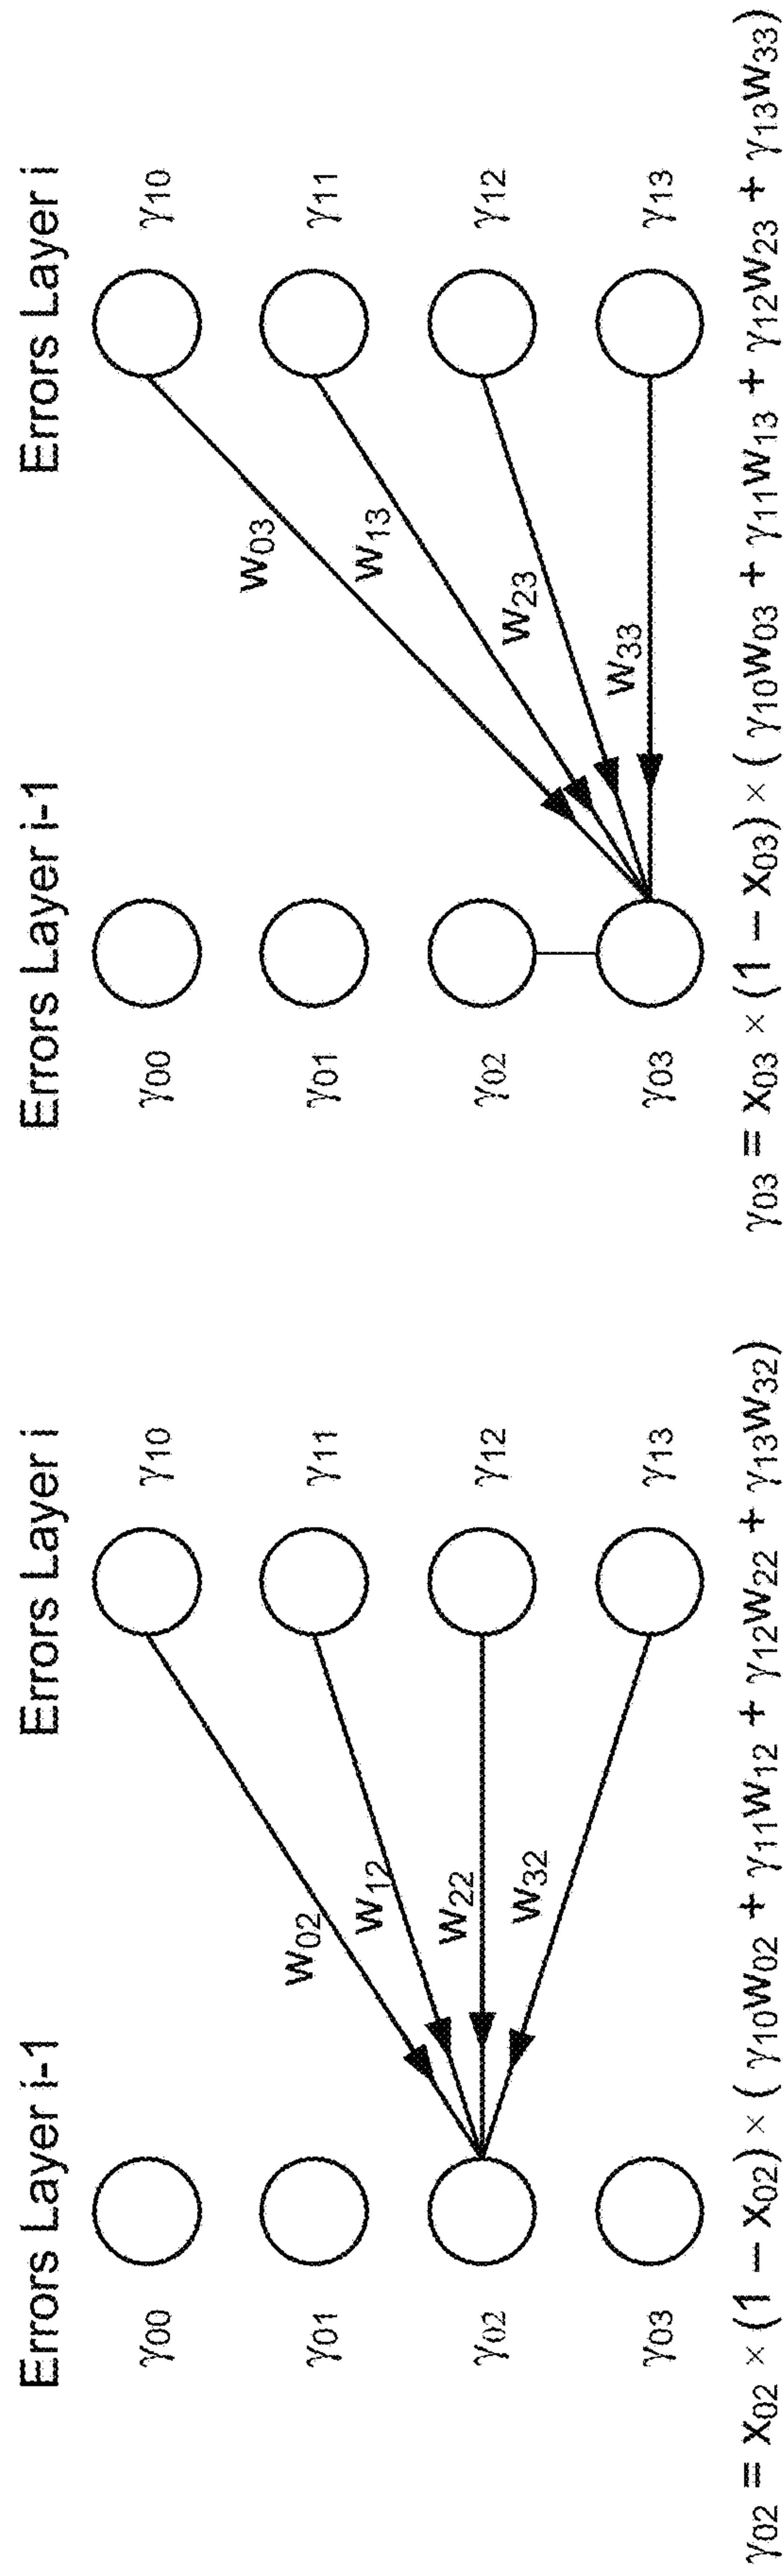 Errors Layer i-1
Errors Layer i
γ00
γ10
w02
γ01
γ11
w12
γ02
γ12
w22
w32
γ03
γ13
γ02 = x02 × (1 − x02) × ( γ10w02 + γ11w12 + γ12w22 + γ13w32)
Errors Layer i-1
Errors Layer i
γ00
γ10
w03
γ01
γ11
w13
γ02
γ12
w23
w33
γ03
γ13
γ03 = x03 × (1 − x03) × ( γ10w03 + γ11w13 + γ12w23 + γ13w33)